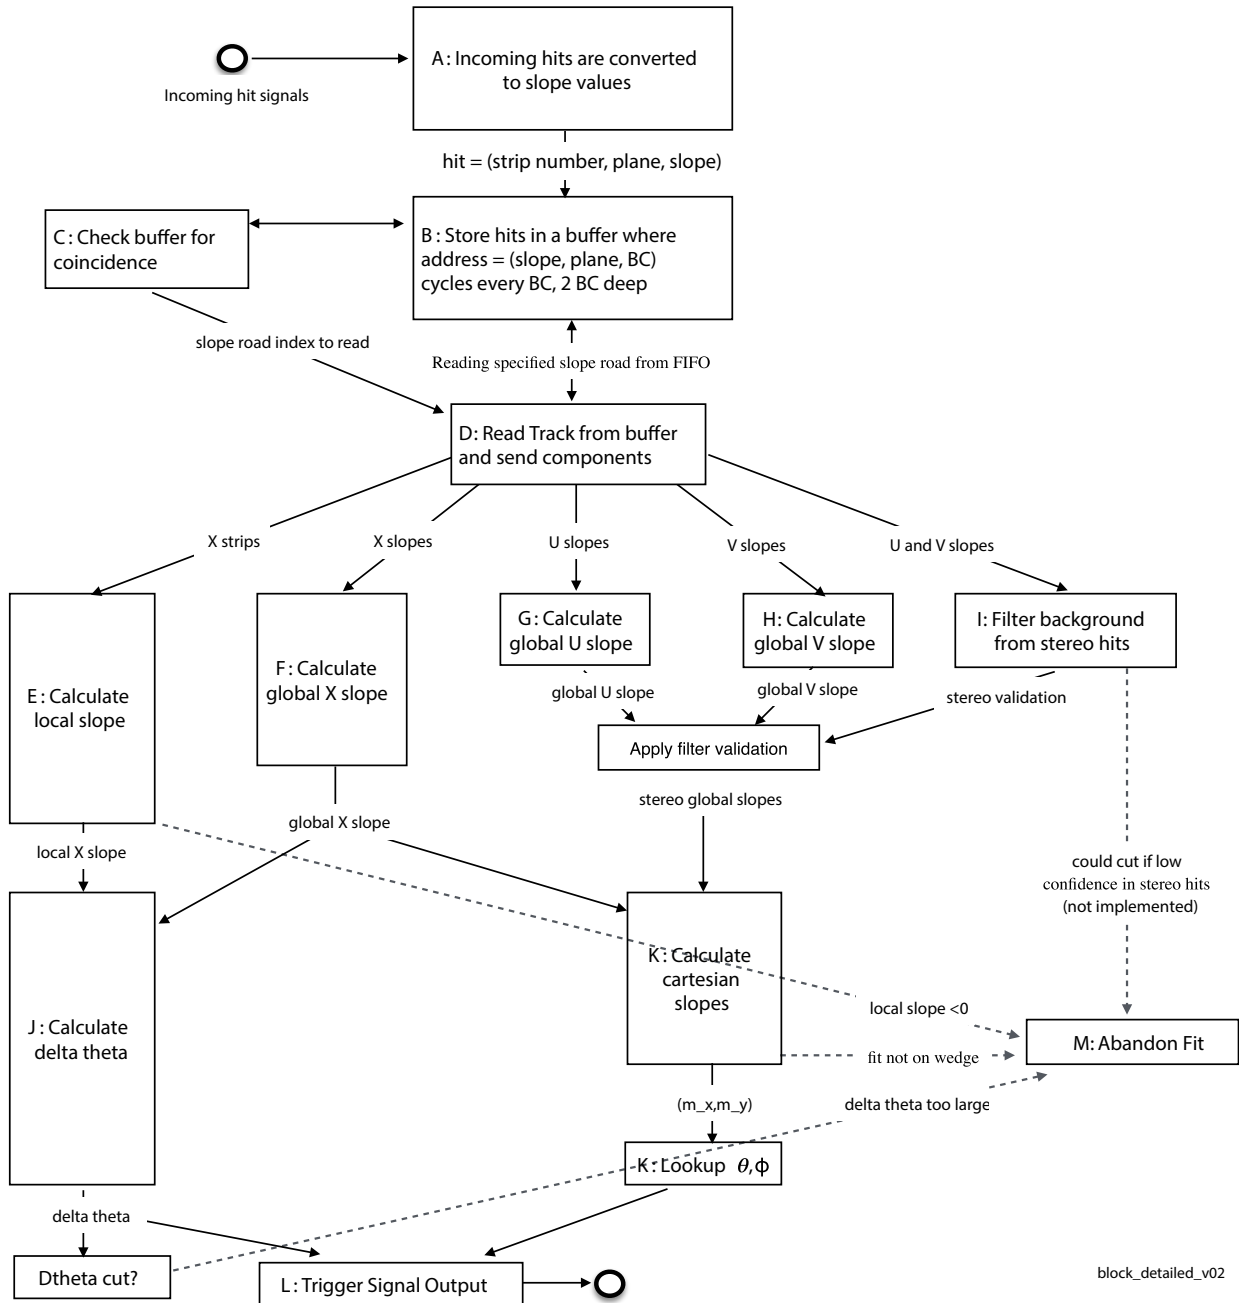 A: Incoming hits are converted
to slope values
Incoming hit signals
hit = (strip number, plane, slope)
C: Check buffer for
coincidence
B: Store hits in a buffer where
address = (slope, plane, BC)
cycles every BC, 2 BC deep
slope road index to read
Reading specified slope road from FIFO
D: Read Track from buffer
and send components
X strips
X slopes
U slopes
V slopes
U and V slopes
E: Calculate
local slope
F: Calculate
global X slope
G: Calculate
global U slope
H: Calculate
global V slope
I: Filter background
from stereo hits
global U slope
global V slope
stereo validation
Apply filter validation
stereo global slopes
global X slope
local X slope
could cut if low
confidence in stereo hits
(not implemented)
J: Calculate
delta theta
K: Calculate
cartesian
slopes
local slope <0
M: Abandon Fit
fit not on wedge
(m_x,m_y)
delta theta too large
K: Lookup θ,ϕ
delta theta
Dtheta cut?
L: Trigger Signal Output
block_detailed_v02